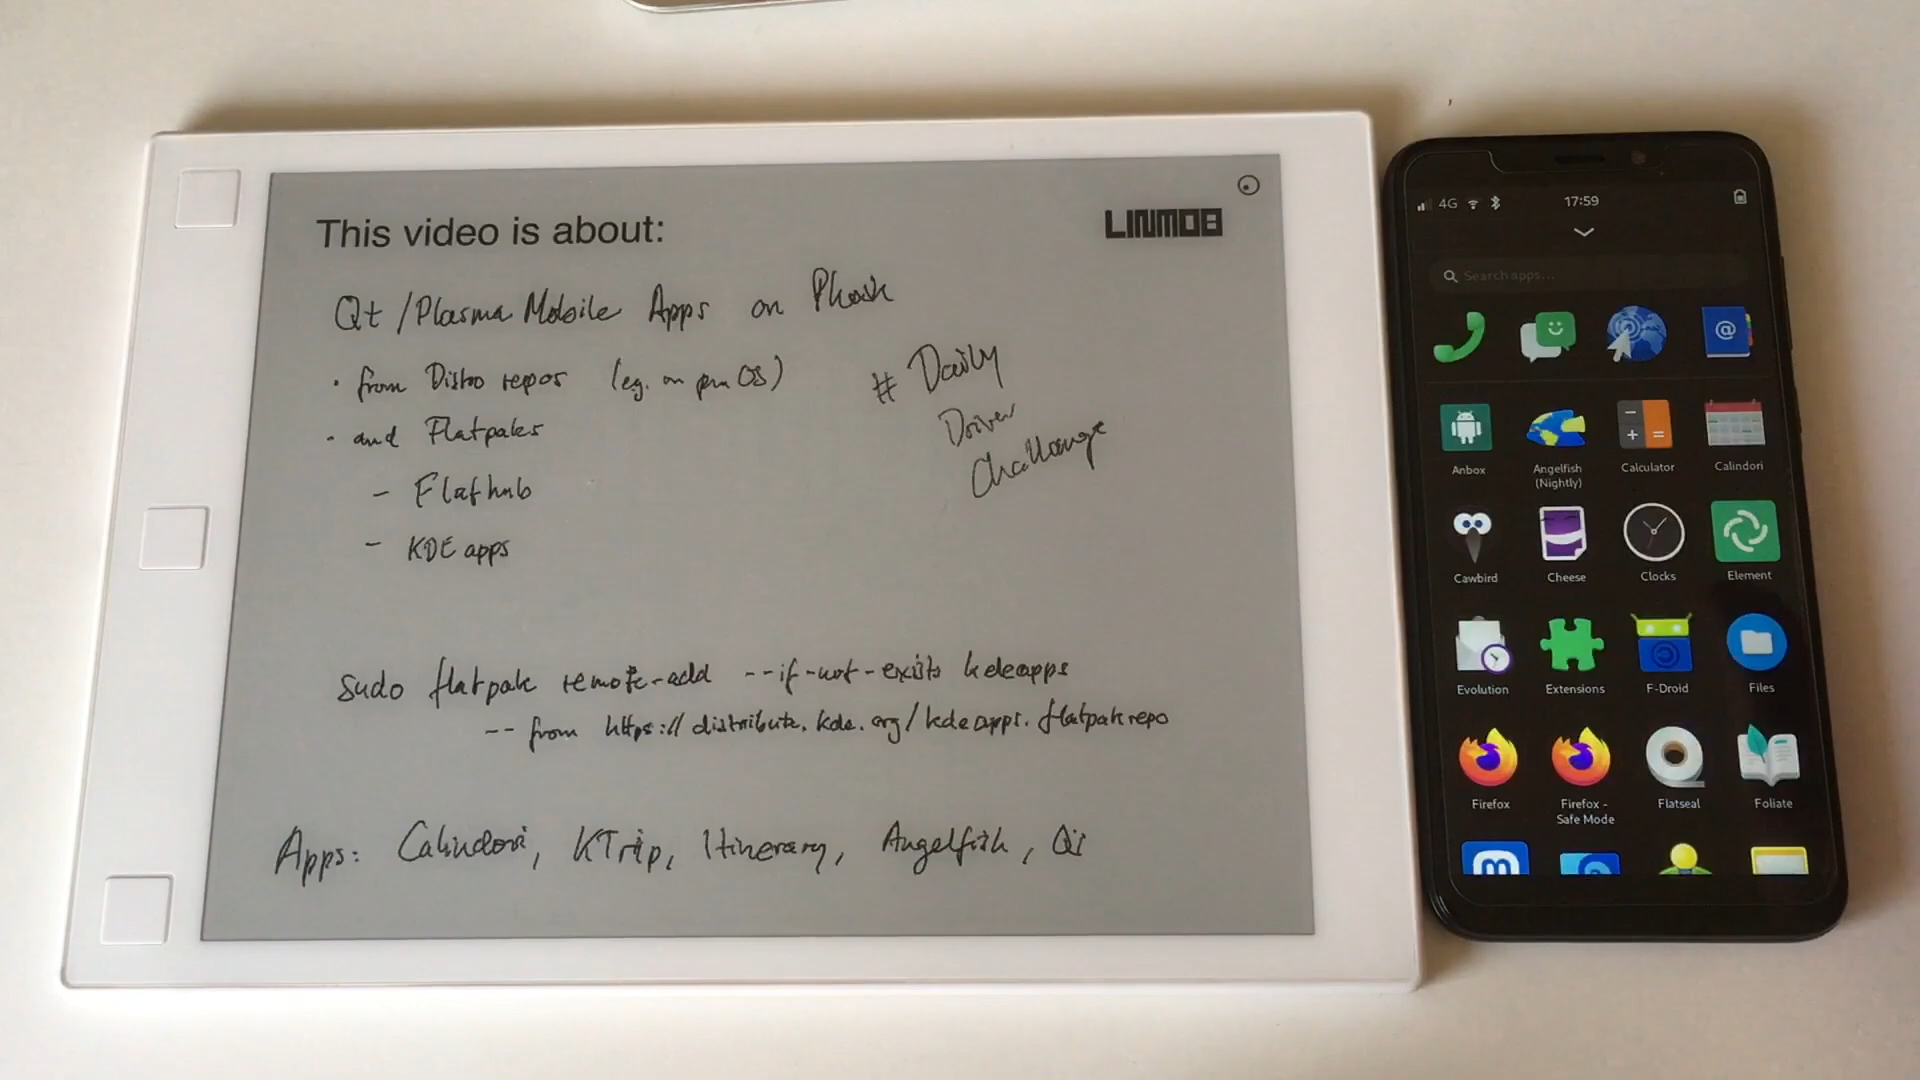 This video is about:
LINMOB
Qt/Plasma Mobile Apps on Phosh
• from Distro repos (e.g. on pmOS)
• and Flatpaks
- Flathub
- KDE apps
# Daily
Driver
Challenge
sudo flatpak remote-add --if-not-exists kdeapps
--from https://distribute.kde.org/kdeapps.flatpakrepo
Apps: Calindori, KTrip, Itinerary, Angelfish, Qi
4G 17:59
Search apps...
Anbox Angelfish (Nightly) Calculator Calindori
Cawbird Cheese Clocks Element
Evolution Extensions F-Droid Files
Firefox Firefox - Safe Mode Flatseal Foliate